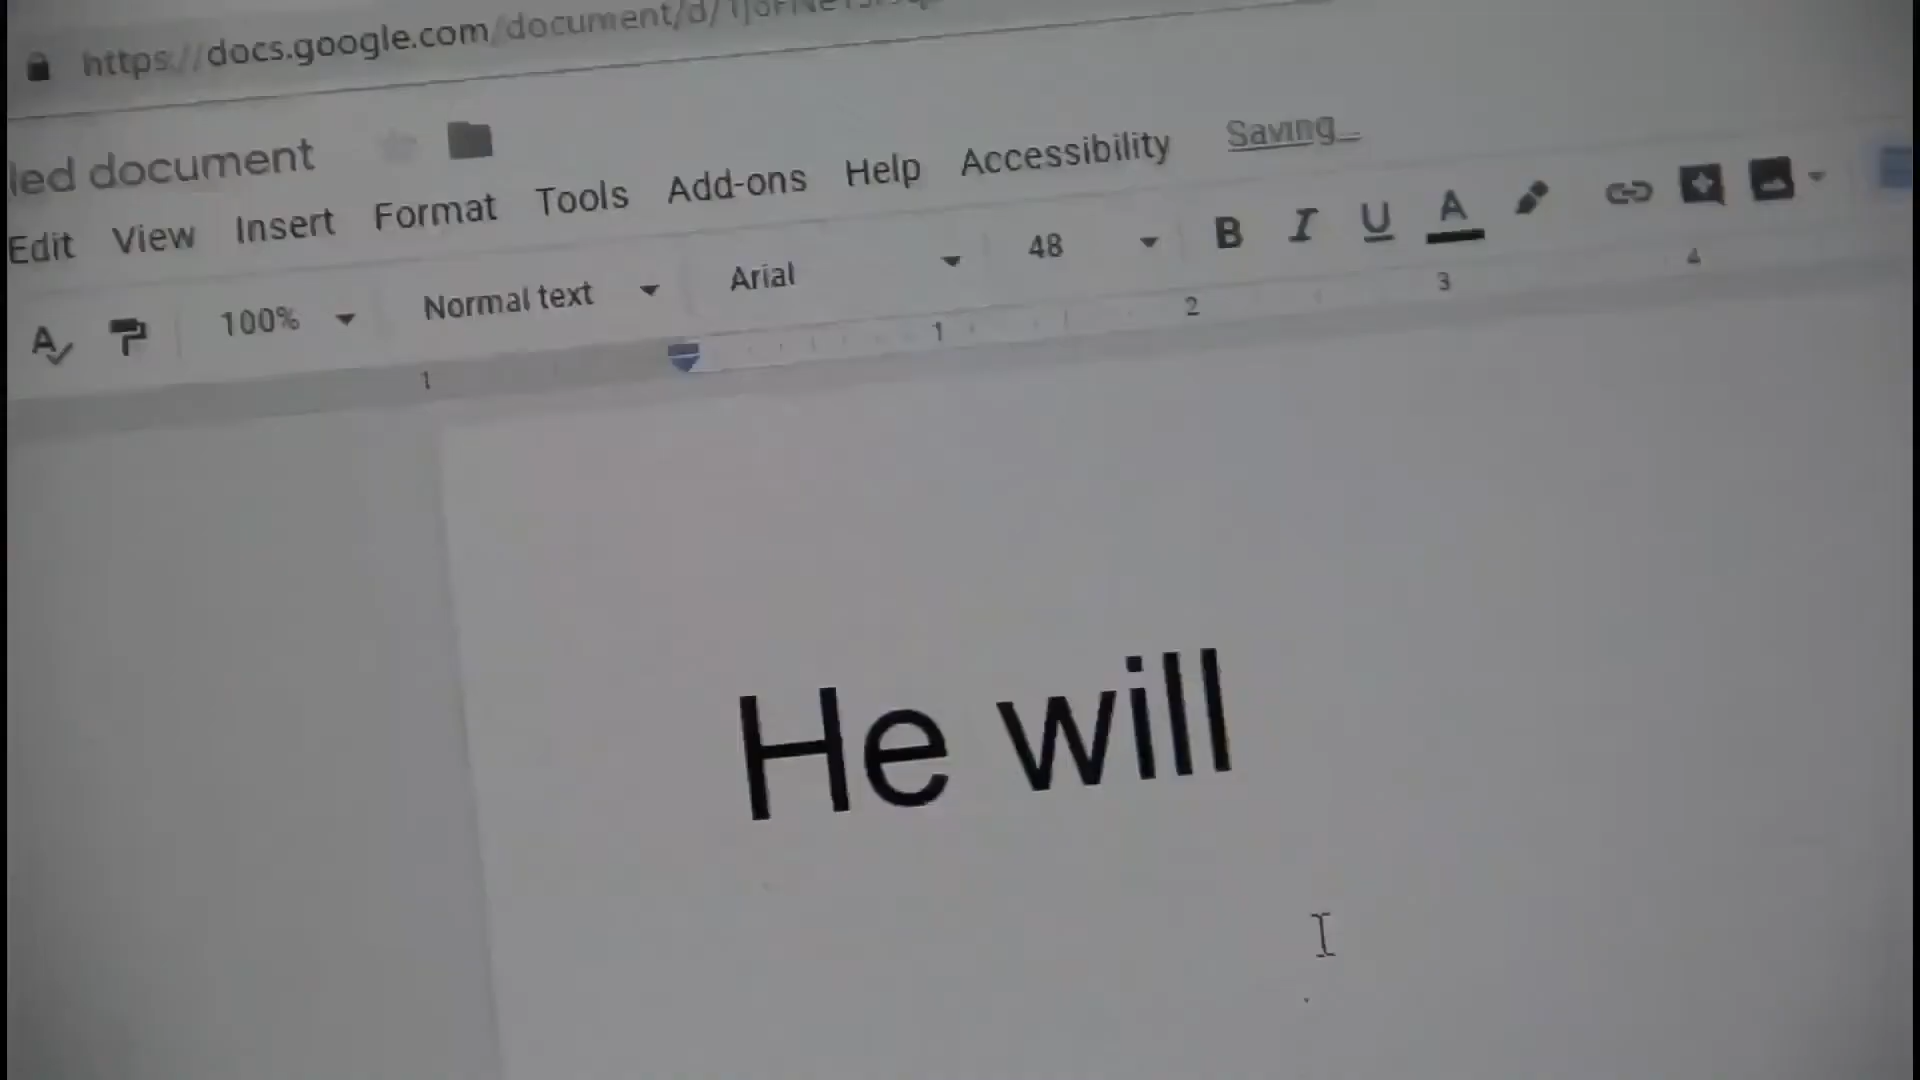 https://docs.google.com/document/d/
led document
Edit View Insert Format Tools Add-ons Help Accessibility Saving...
100% Normal text Arial 48 B I U A
1 1 2 3 4
He will